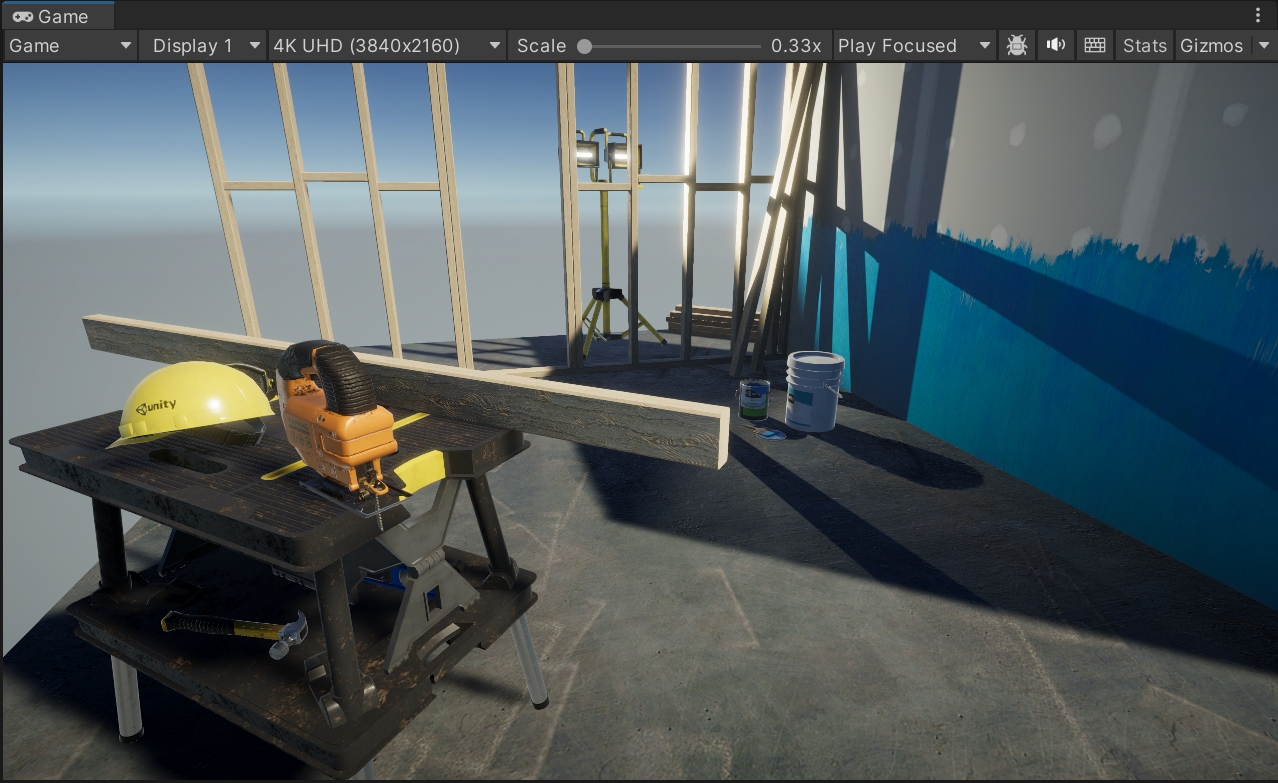 Game
Game
Display 1
4K UHD (3840x2160)
Scale
0.33x
Play Focused
Stats
Gizmos
unity